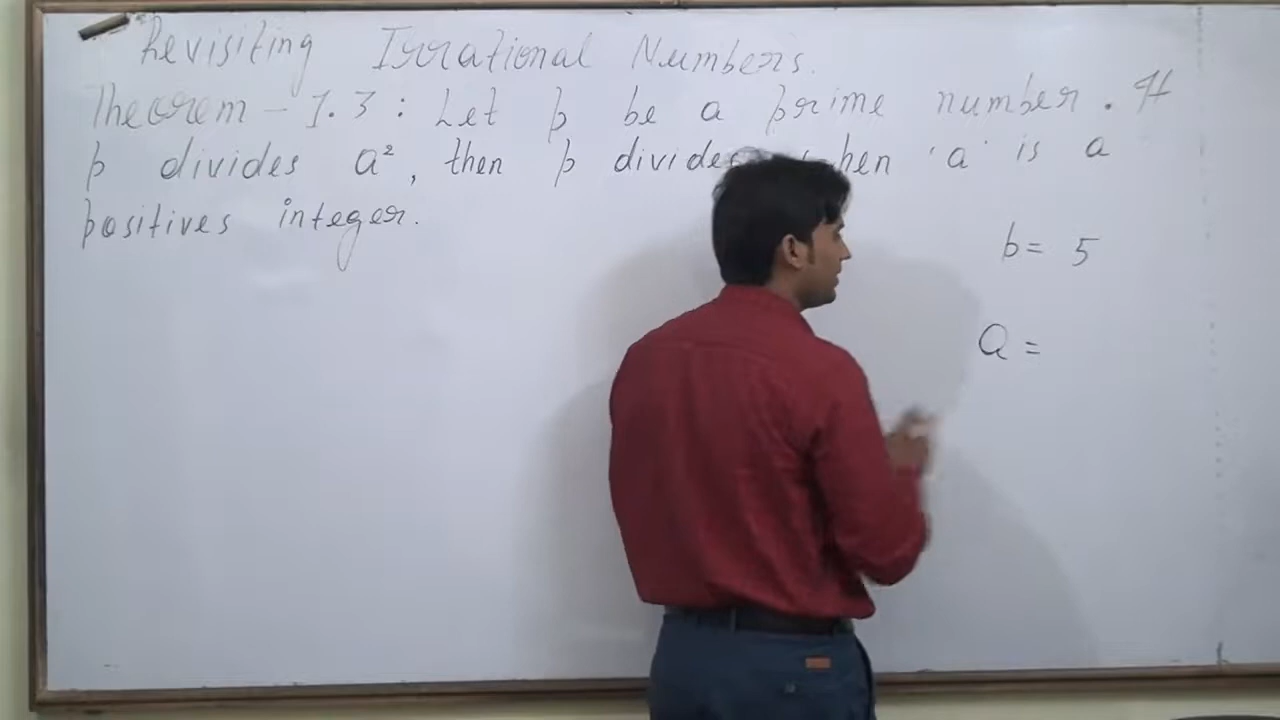 Revisiting Irrational Numbers.
Theorem - 1.3 : Let p be a prime number. If
p divides a², then p divides when 'a' is a
positives integer.
p = 5
a =